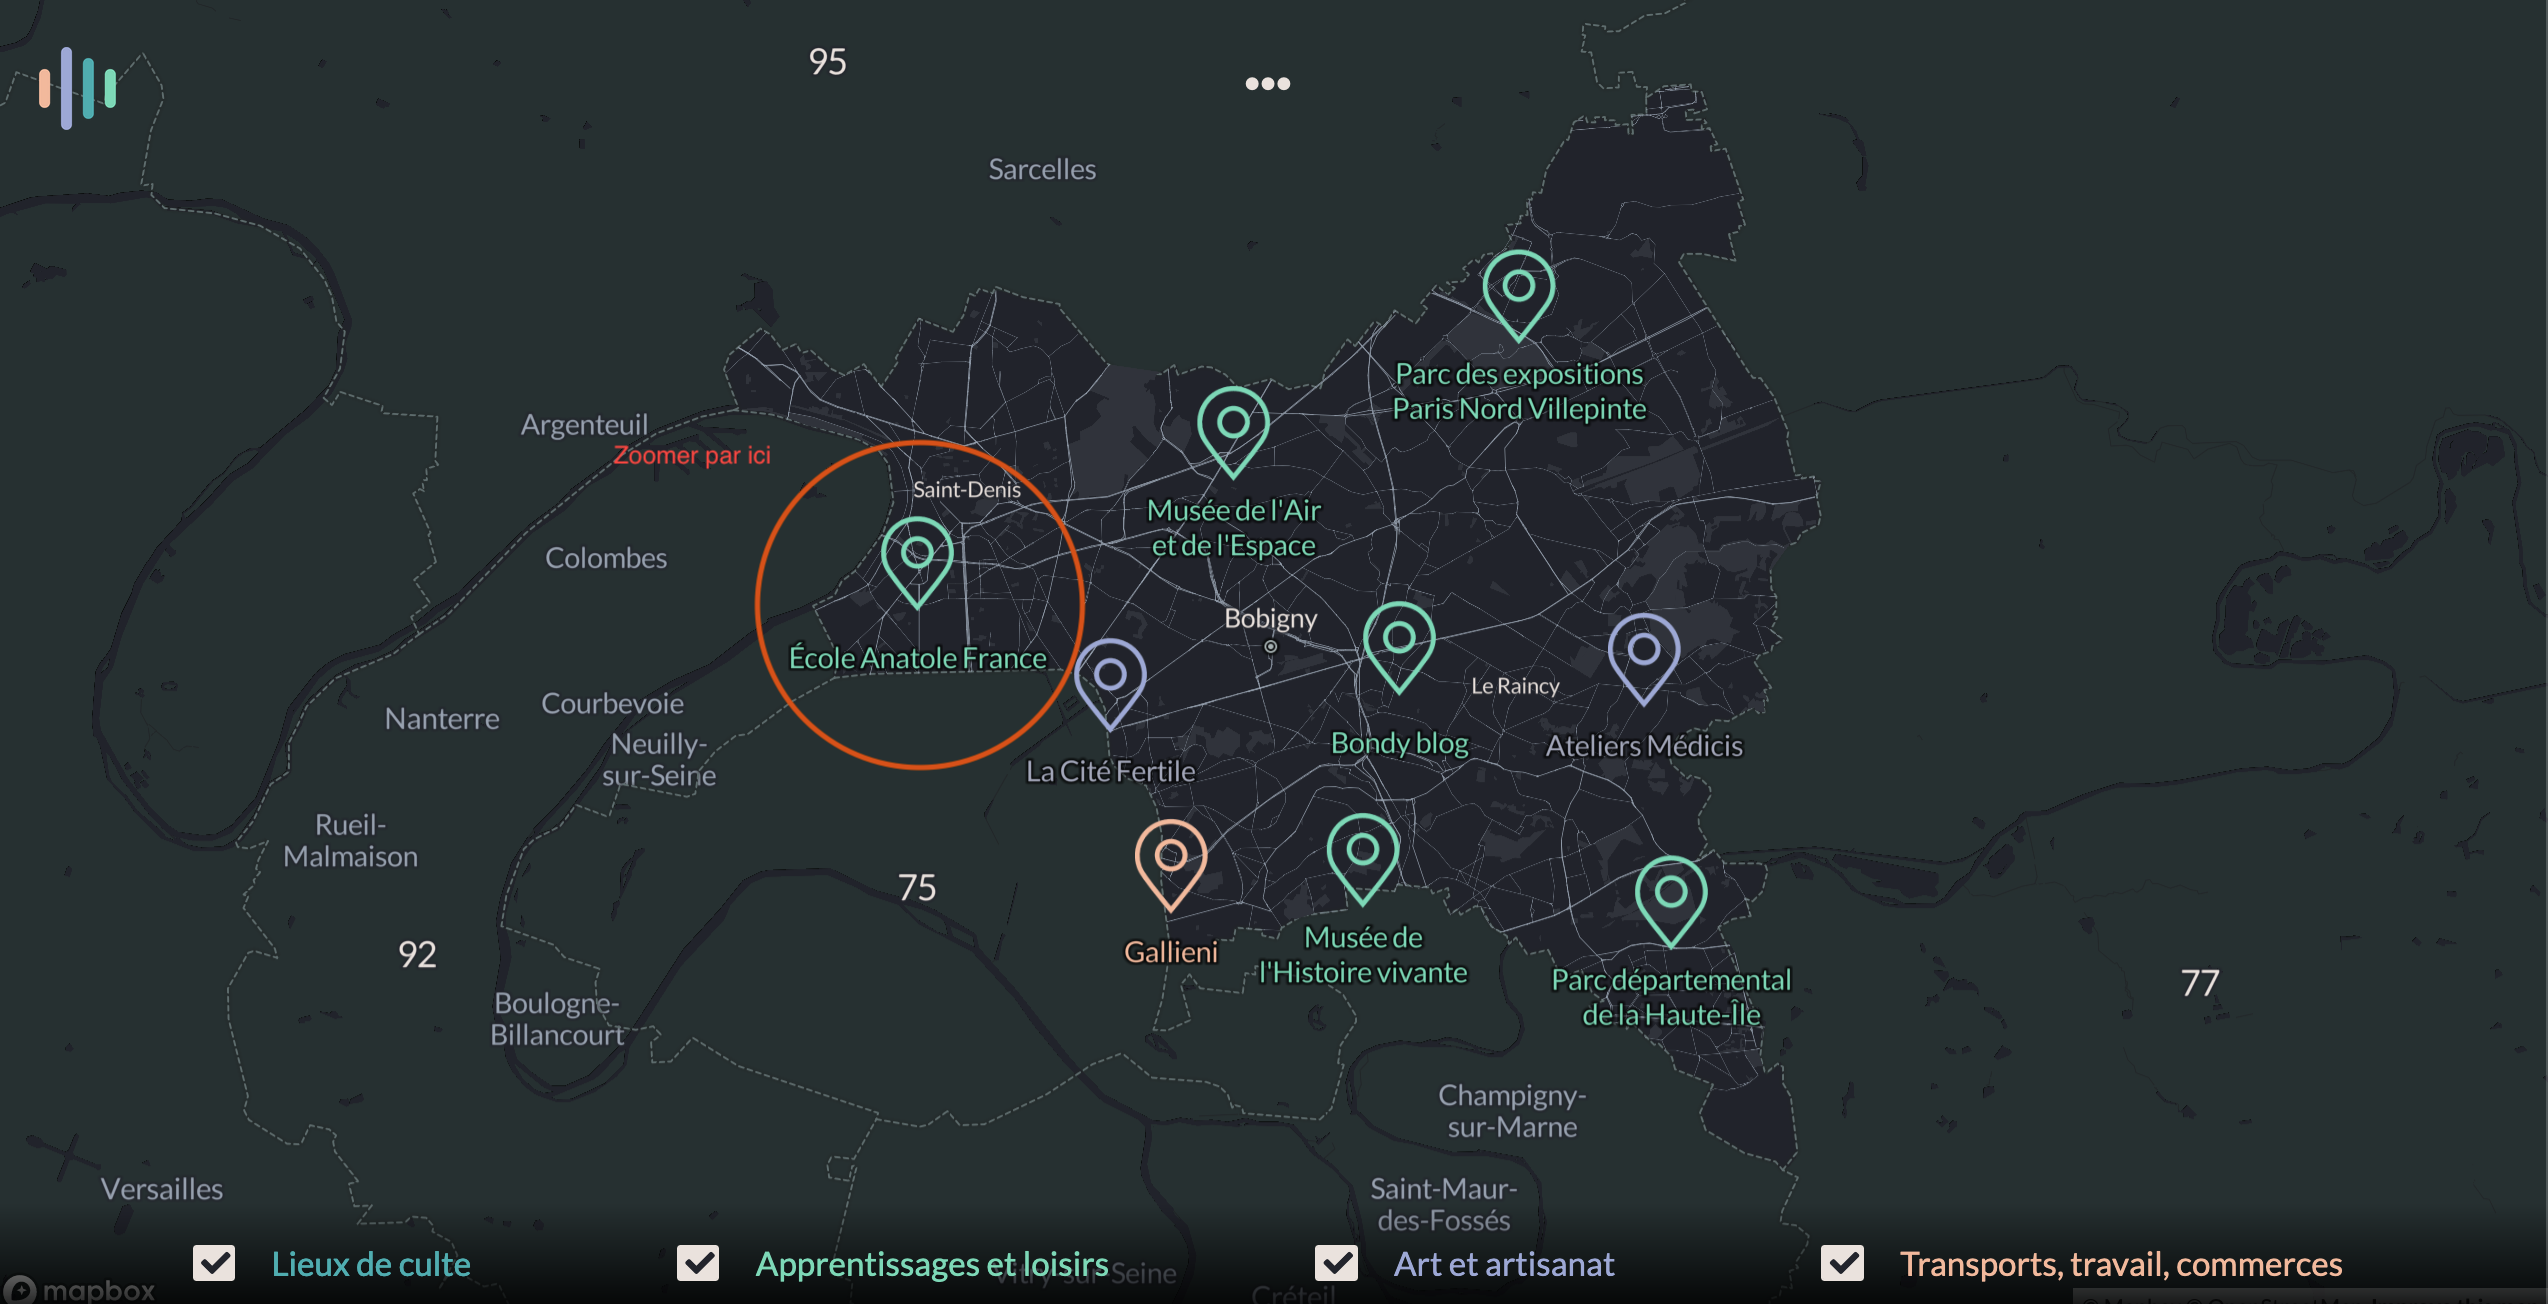 95
Sarcelles
Parc des expositions
Paris Nord Villepinte
Argenteuil
Zoomer par ici
Saint-Denis
Musée de l'Air
et de l'Espace
Colombes
Bobigny
École Anatole France
Le Raincy
Courbevoie
Nanterre
Neuilly-
sur-Seine
Bondy blog
Ateliers Médicis
La Cité Fertile
Rueil-
Malmaison
75
Gallieni
Musée de
l'Histoire vivante
92
Parc départemental
de la Haute-Île
77
Boulogne-
Billancourt
Champigny-
sur-Marne
Versailles
Saint-Maur-
des-Fossés
Lieux de culte
Apprentissages et loisirs
Art et artisanat
Transports, travail, commerces
Vitry-sur-Seine
mapbox
Créteil